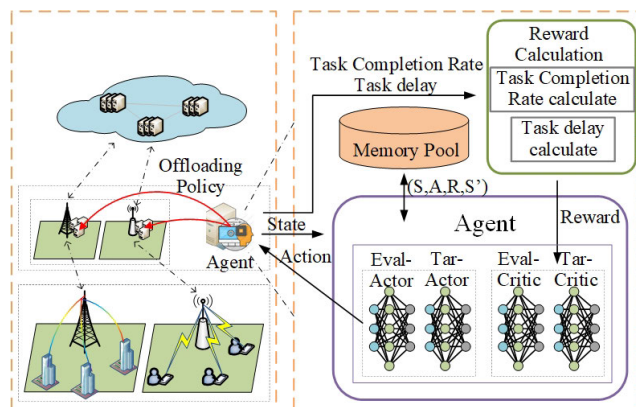 Offloading
Policy
Agent
State
Action
Task Completion Rate
Task delay
Memory Pool
(S,A,R,S’)
Reward
Calculation
Task Completion
Rate calculate
Task delay
calculate
Reward
Agent
Eval-
Actor
Tar-
Actor
Eval-
Critic
Tar-
Critic